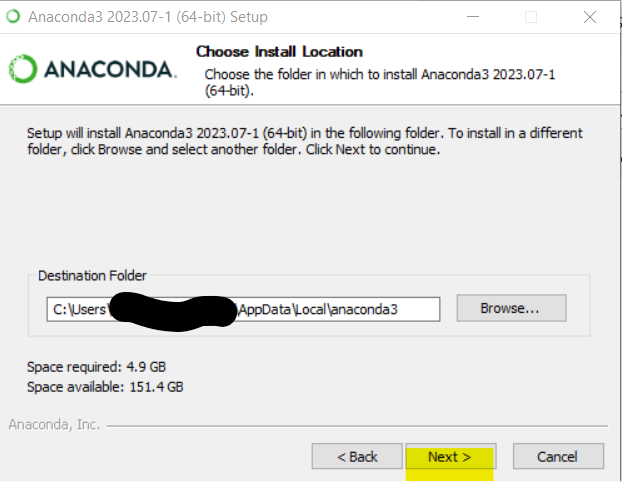 Anaconda3 2023.07-1 (64-bit) Setup
ANACONDA.
Choose Install Location
Choose the folder in which to install Anaconda3 2023.07-1
(64-bit).
Setup will install Anaconda3 2023.07-1 (64-bit) in the following folder. To install in a different
folder, click Browse and select another folder. Click Next to continue.
Destination Folder
C:\Users\ \AppData\Local\anaconda3
Browse...
Space required: 4.9 GB
Space available: 151.4 GB
Anaconda, Inc.
< Back
Next >
Cancel